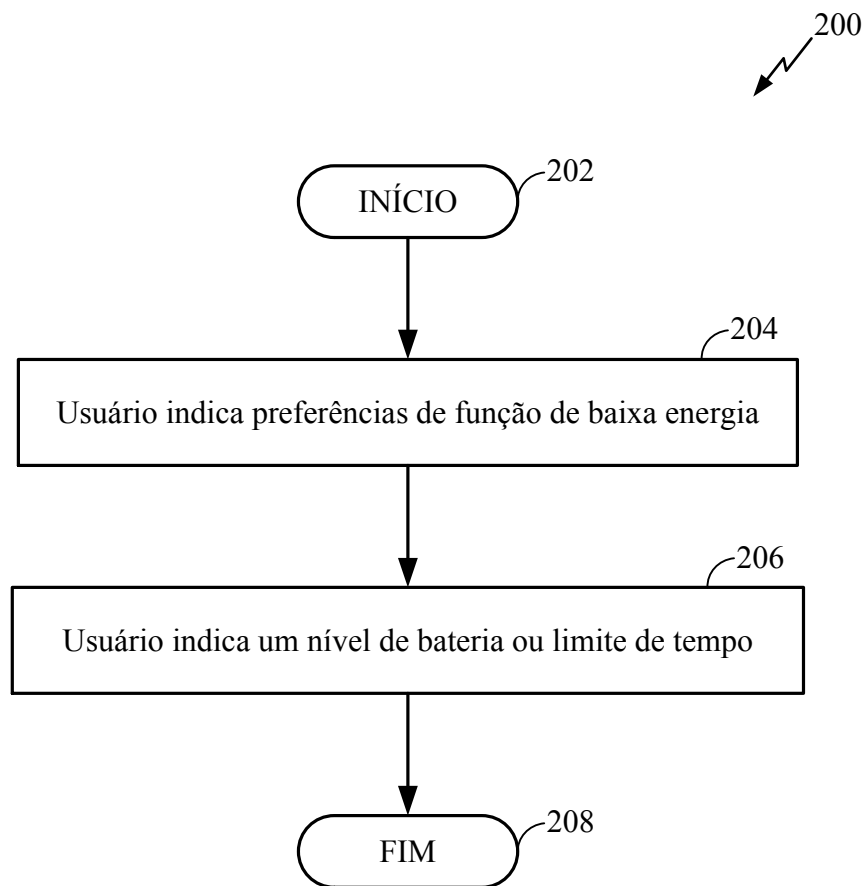 200
INÍCIO
202
204
Usuário indica preferências de função de baixa energia
206
Usuário indica um nível de bateria ou limite de tempo
208
FIM